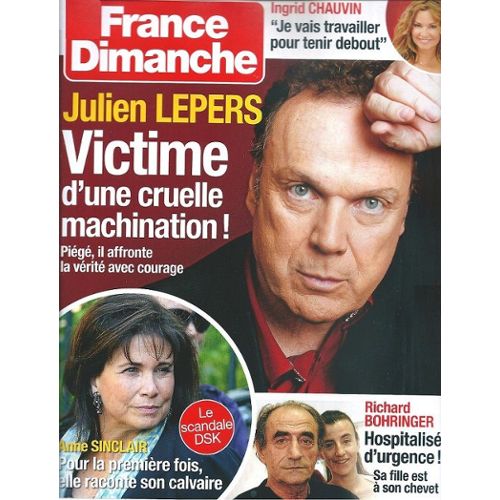 France
Dimanche
Ingrid CHAUVIN
"Je vais travailler
pour tenir debout"
Julien LEPERS
Victime
d'une cruelle
machination !
Piégé, il affronte
la vérité avec courage
Le
scandale
DSK
Anne SINCLAIR
Pour la première fois,
elle raconte son calvaire
Richard
BOHRINGER
Hospitalisé
d'urgence !
Sa fille est
à son chevet